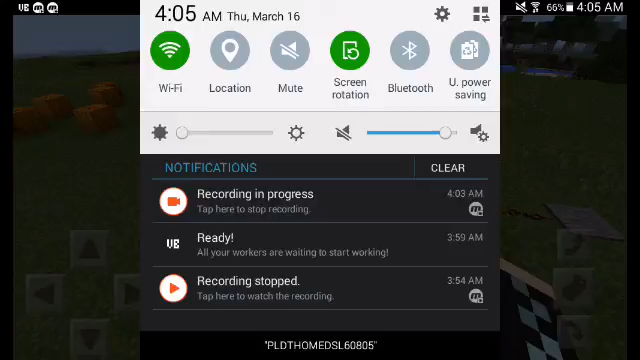 VB
66% 4:05 AM
4:05 AM Thu, March 16
Wi-Fi
Location
Mute
Screen
rotation
Bluetooth
U. power
saving
NOTIFICATIONS CLEAR
Recording in progress 4:03 AM
Tap here to stop recording.
VB
Ready! 3:59 AM
All your workers are waiting to start working!
Recording stopped. 3:54 AM
Tap here to watch the recording.
"PLDTHOMEDSL60805"